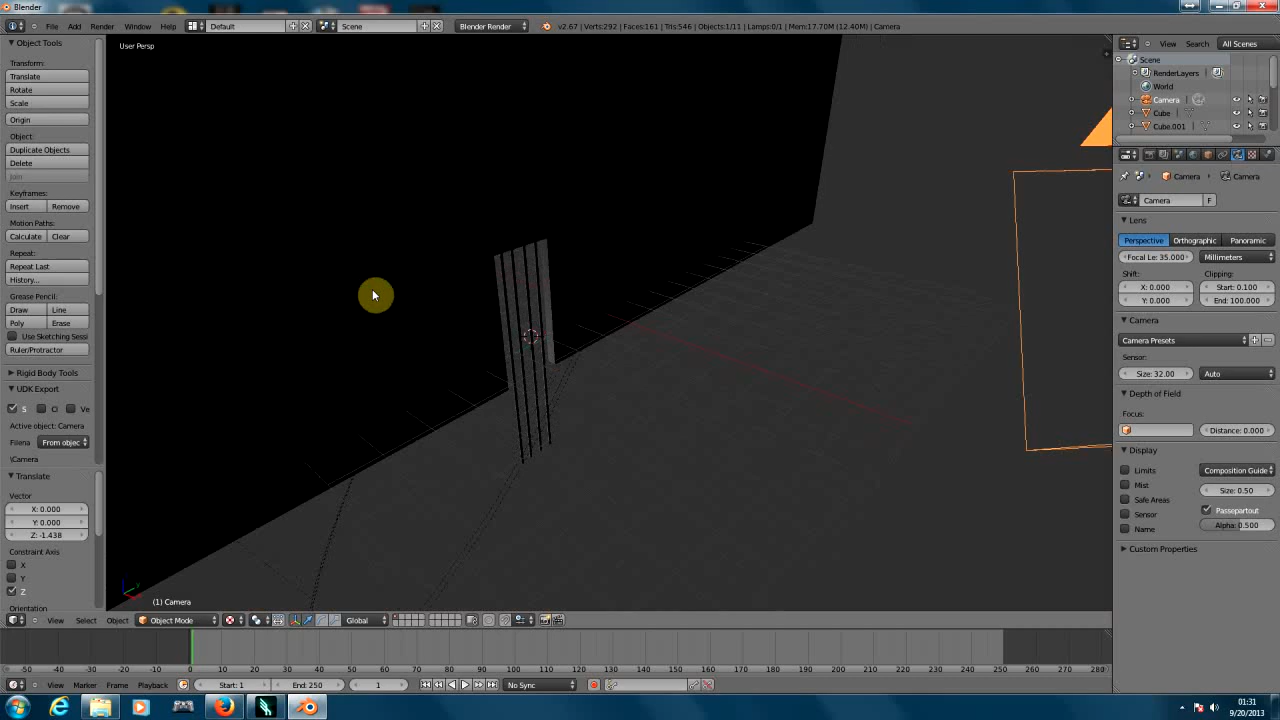 Blender
File Add Render Window Help Default Scene Blender Render v2.67 | Verts:292 | Faces:161 | Tris:546 | Objects:1/11 | Lamps:0/1 | Mem:17.70M (12.40M) | Camera
Object Tools
Transform:
Translate
Rotate
Scale
Origin
Object:
Duplicate Objects
Delete
Join
Keyframes:
Insert Remove
Motion Paths:
Calculate Clear
Repeat:
Repeat Last
History...
Grease Pencil:
Draw Line
Poly Erase
Use Sketching Sessi
Ruler/Protractor
Rigid Body Tools
UDK Export
S Cl Ve
Active object: Camera
Filena From objec
\Camera
Translate
Vector
X: 0.000
Y: 0.000
Z: -1.438
Constraint Axis
X
Y
Z
Orientation
User Persp
(1) Camera
View Select Object Object Mode Global
View Search All Scenes
Scene
RenderLayers
World
Camera
Cube
Cube.001
Camera Camera
Camera F
Lens
Perspective Orthographic Panoramic
Focal Le: 35.000 Millimeters
Shift: Clipping:
X: 0.000 Start: 0.100
Y: 0.000 End: 100.000
Camera
Camera Presets
Sensor:
Size: 32.00 Auto
Depth of Field
Focus:
Distance: 0.000
Display
Limits Composition Guide
Mist Size: 0.50
Safe Areas
Sensor Passepartout
Name Alpha: 0.500
Custom Properties
-50 -40 -30 -20 -10 0 10 20 30 40 50 60 70 80 90 100 110 120 130 140 150 160 170 180 190 200 210 220 230 240 250 260 270 280
View Marker Frame Playback Start: 1 End: 250 1 No Sync
01:31
9/20/2013